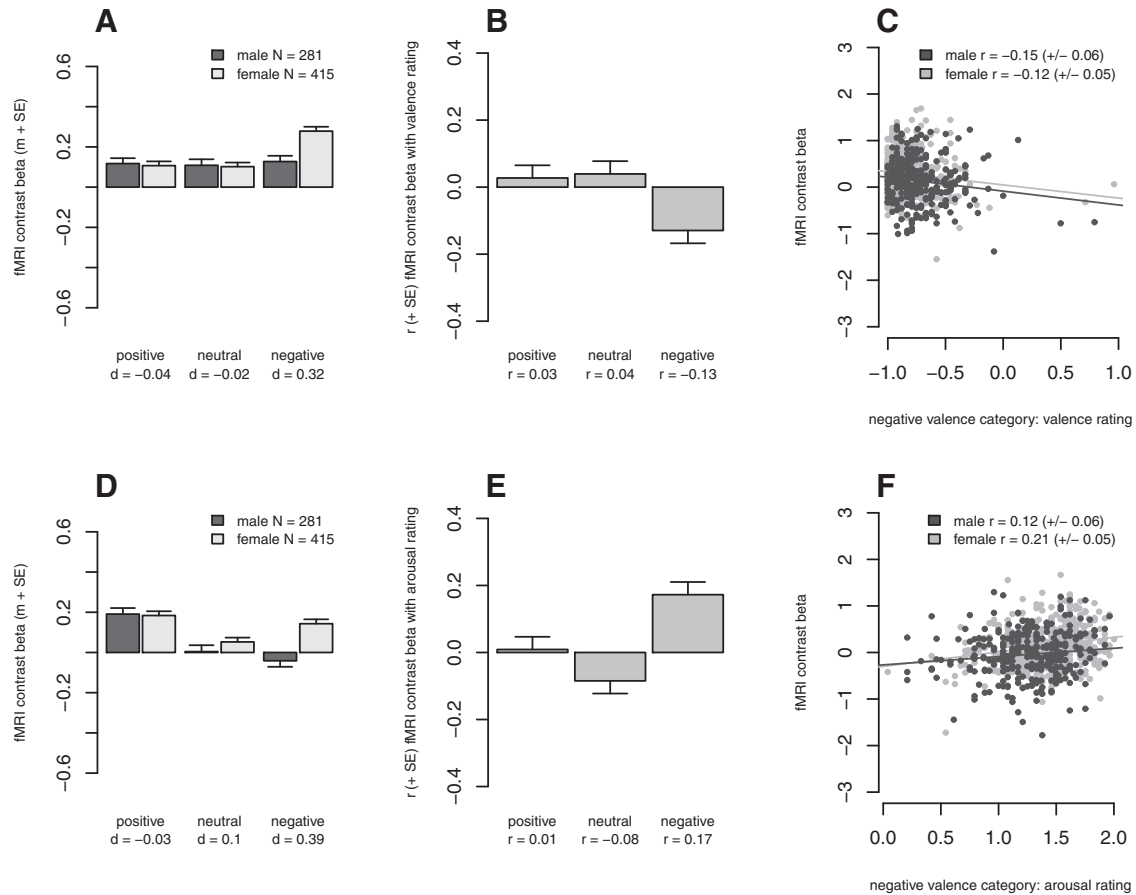 A
male N = 281
female N = 415
fMRI contrast beta (m + SE)
0.6
0.2
−0.2
−0.6
positive neutral negative
d = −0.04 d = −0.02 d = 0.32
B
r (+ SE) fMRI contrast beta with valence rating
0.4
0.2
0.0
−0.2
−0.4
positive neutral negative
r = 0.03 r = 0.04 r = −0.13
C
male r = −0.15 (+/− 0.06)
female r = −0.12 (+/− 0.05)
fMRI contrast beta
3
2
1
0
−1
−2
−3
−1.0 −0.5 0.0 0.5 1.0
negative valence category: valence rating
D
male N = 281
female N = 415
fMRI contrast beta (m + SE)
0.6
0.2
−0.2
−0.6
positive neutral negative
d = −0.03 d = 0.1 d = 0.39
E
r (+ SE) fMRI contrast beta with arousal rating
0.4
0.2
0.0
−0.2
−0.4
positive neutral negative
r = 0.01 r = −0.08 r = 0.17
F
male r = 0.12 (+/− 0.06)
female r = 0.21 (+/− 0.05)
fMRI contrast beta
3
2
1
0
−1
−2
−3
0.0 0.5 1.0 1.5 2.0
negative valence category: arousal rating